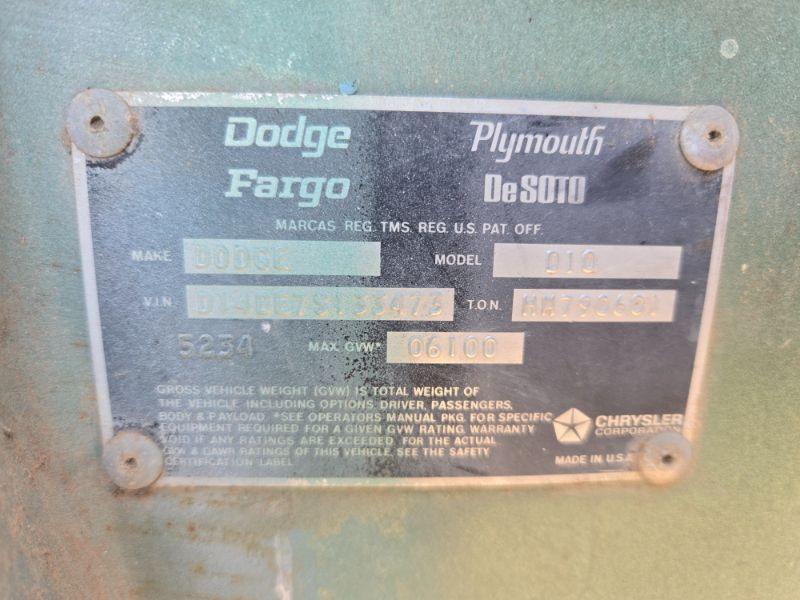 Dodge Plymouth
Fargo DeSOTO
MARCAS REG. TMS. REG. U.S. PAT. OFF.
MAKE DODGE MODEL D1Q
V.I.N T.O.N.
5234 MAX. GVW* 06100
GROSS VEHICLE WEIGHT (GVW) IS TOTAL WEIGHT OF
THE VEHICLE, INCLUDING OPTIONS, DRIVER, PASSENGERS,
BODY & PAYLOAD. *SEE OPERATORS MANUAL PKG. FOR SPECIFIC
EQUIPMENT REQUIRED FOR A GIVEN GVW RATING. WARRANTY
VOID IF ANY RATINGS ARE EXCEEDED. FOR THE ACTUAL
GVW & GAWR RATINGS OF THIS VEHICLE, SEE THE SAFETY
CERTIFICATION LABEL.
CHRYSLER
CORPORATION
MADE IN U.S.A.